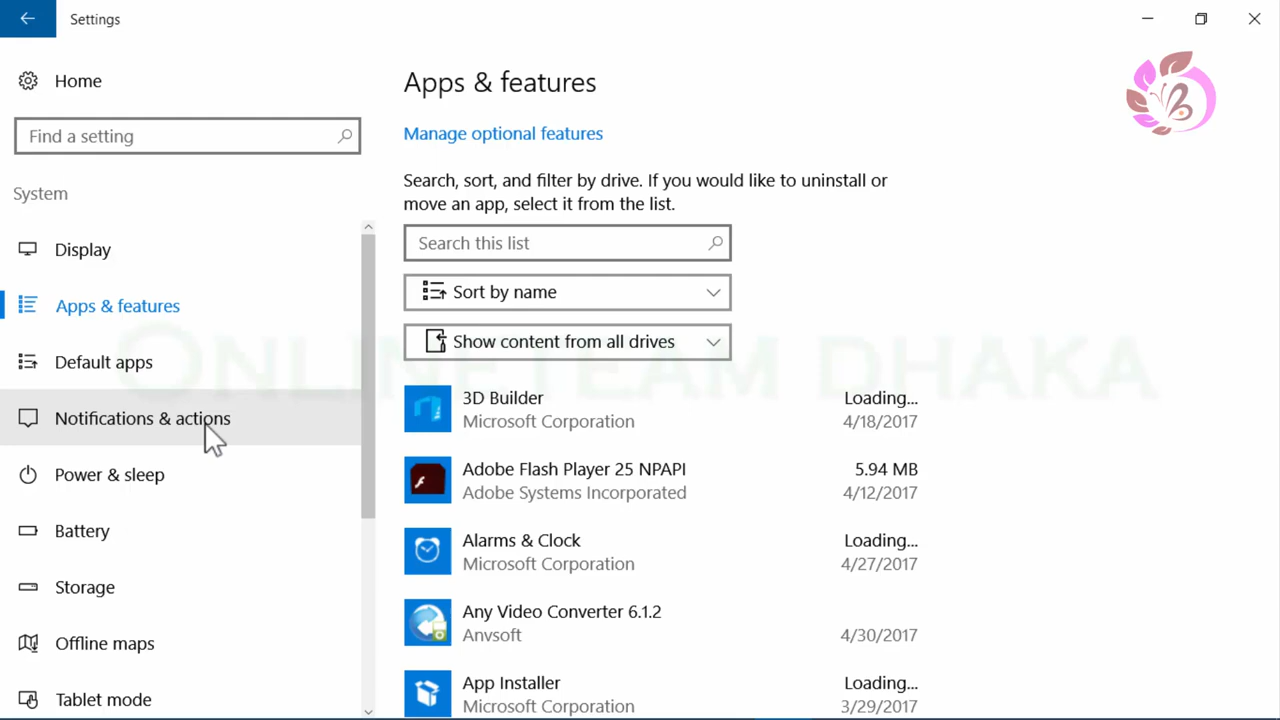 Settings
Home
Find a setting
System
Display
Apps & features
Default apps
Notifications & actions
Power & sleep
Battery
Storage
Offline maps
Tablet mode
Apps & features
Manage optional features
Search, sort, and filter by drive. If you would like to uninstall or
move an app, select it from the list.
Search this list
Sort by name
Show content from all drives
ONLINETEAM DHAKA
3D Builder Loading...
Microsoft Corporation 4/18/2017
Adobe Flash Player 25 NPAPI 5.94 MB
Adobe Systems Incorporated 4/12/2017
Alarms & Clock Loading...
Microsoft Corporation 4/27/2017
Any Video Converter 6.1.2
Anvsoft 4/30/2017
App Installer Loading...
Microsoft Corporation 3/29/2017